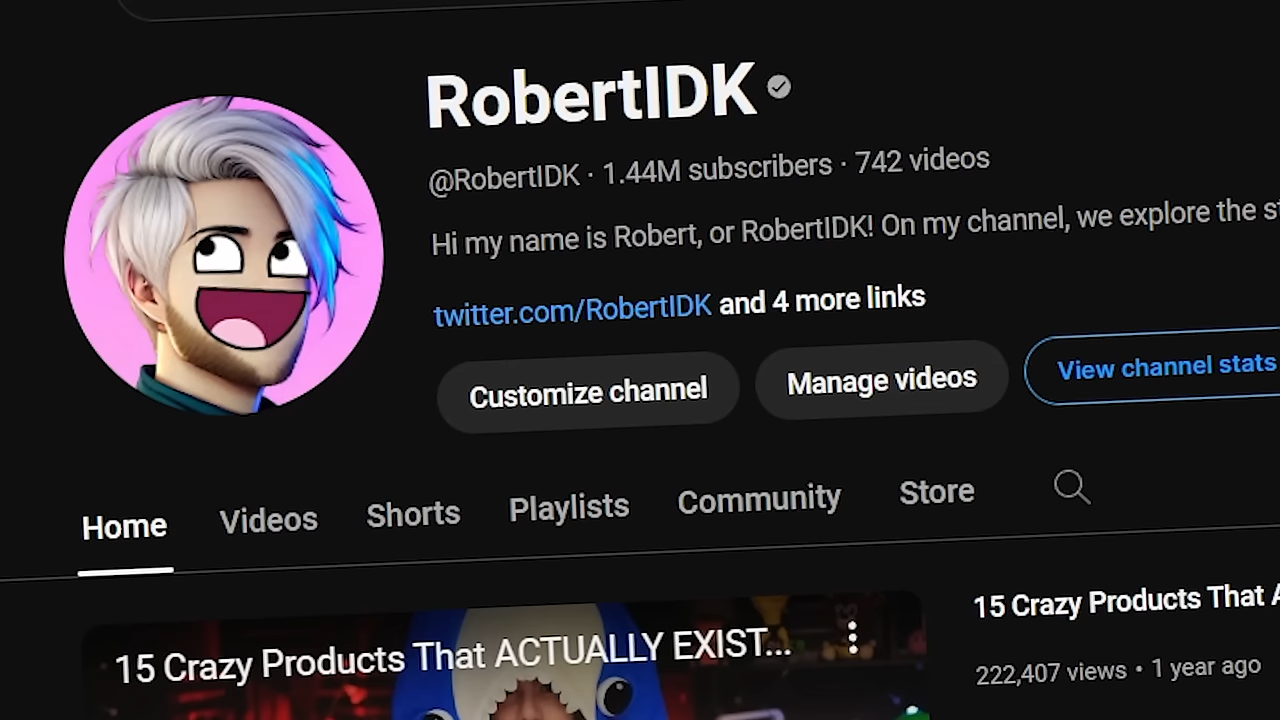 RobertIDK
@RobertIDK · 1.44M subscribers · 742 videos
Hi my name is Robert, or RobertIDK! On my channel, we explore the
twitter.com/RobertIDK and 4 more links
Customize channel
Manage videos
View channel stats
Home
Videos
Shorts
Playlists
Community
Store
15 Crazy Products That ACTUALLY EXIST...
15 Crazy Products That
222,407 views • 1 year ago